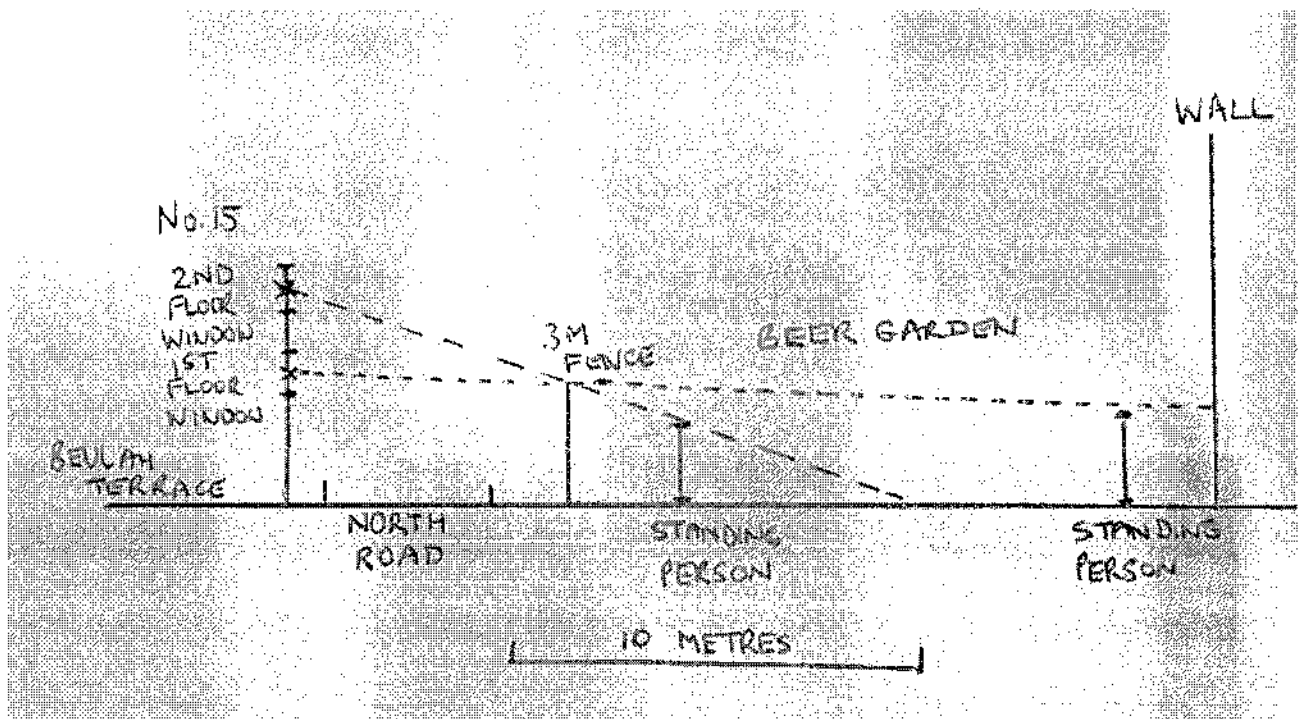 WALL
No. 15
2ND
FLOOR
WINDOW
1ST
FLOOR
WINDOW
3M
FENCE
BEER GARDEN
BEULAH
TERRACE
NORTH
ROAD
STANDING
PERSON
STANDING
PERSON
10 METRES